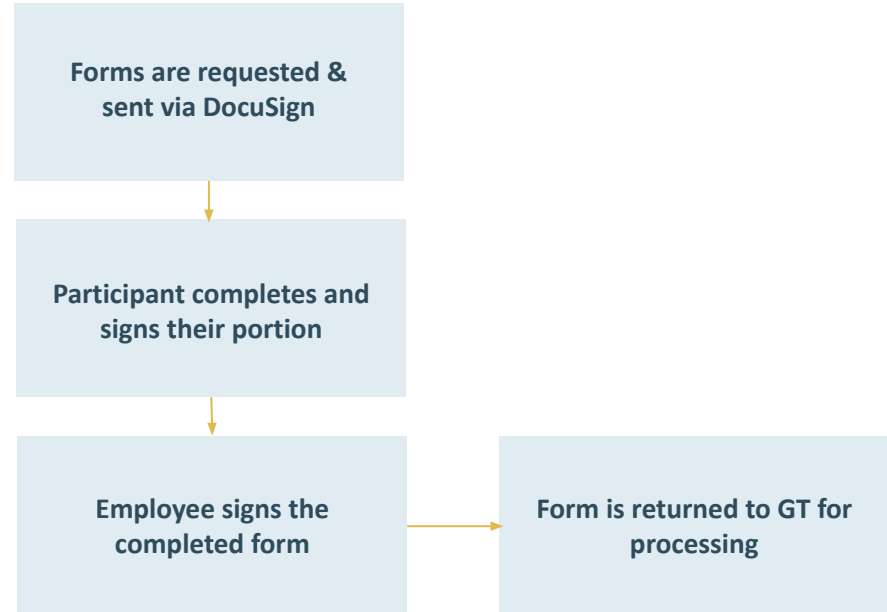 Forms are requested &
sent via DocuSign
Participant completes and
signs their portion
Employee signs the
completed form
Form is returned to GT for
processing